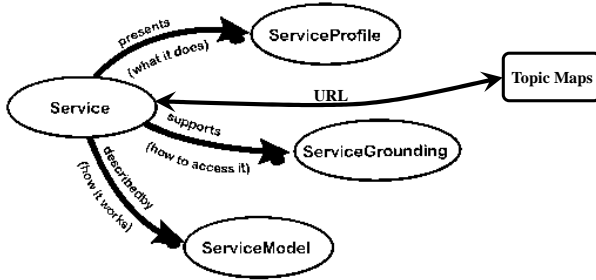 presents
(what it does)
ServiceProfile
Topic Maps
URL
Service
supports
(how to access it)
ServiceGrounding
describedby
(how it works)
ServiceModel